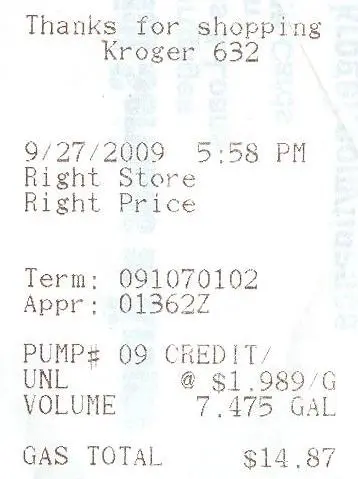 Thanks for shopping
Kroger 632
9/27/2009 5:58 PM
Right Store
Right Price
Term: 091070102
Appr: 01362Z
PUMP# 09 CREDIT/
UNL @ $1.989/G
VOLUME 7.475 GAL
GAS TOTAL $14.87